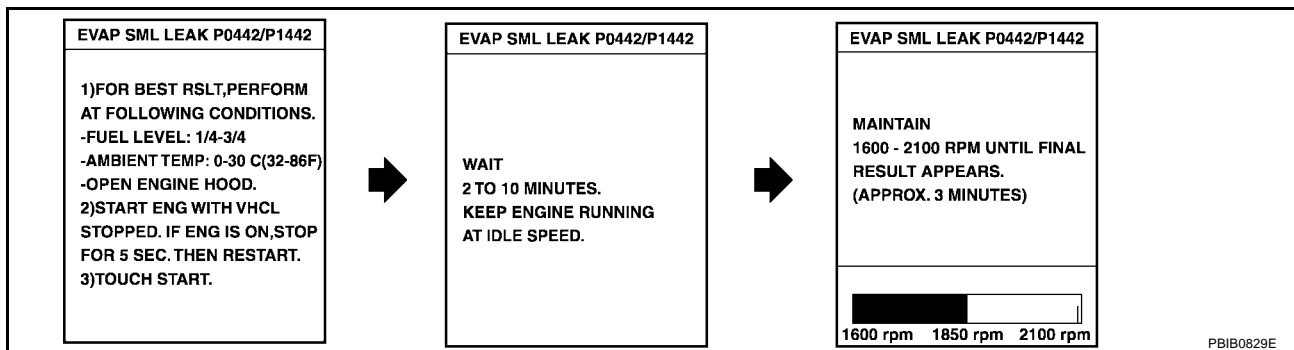 EVAP SML LEAK P0442/P1442
1)FOR BEST RSLT,PERFORM
AT FOLLOWING CONDITIONS.
-FUEL LEVEL: 1/4-3/4
-AMBIENT TEMP: 0-30 C(32-86F)
-OPEN ENGINE HOOD.
2)START ENG WITH VHCL
STOPPED. IF ENG IS ON,STOP
FOR 5 SEC. THEN RESTART.
3)TOUCH START.
EVAP SML LEAK P0442/P1442
WAIT
2 TO 10 MINUTES.
KEEP ENGINE RUNNING
AT IDLE SPEED.
EVAP SML LEAK P0442/P1442
MAINTAIN
1600 - 2100 RPM UNTIL FINAL
RESULT APPEARS.
(APPROX. 3 MINUTES)
1600 rpm 1850 rpm 2100 rpm
PBIB0829E